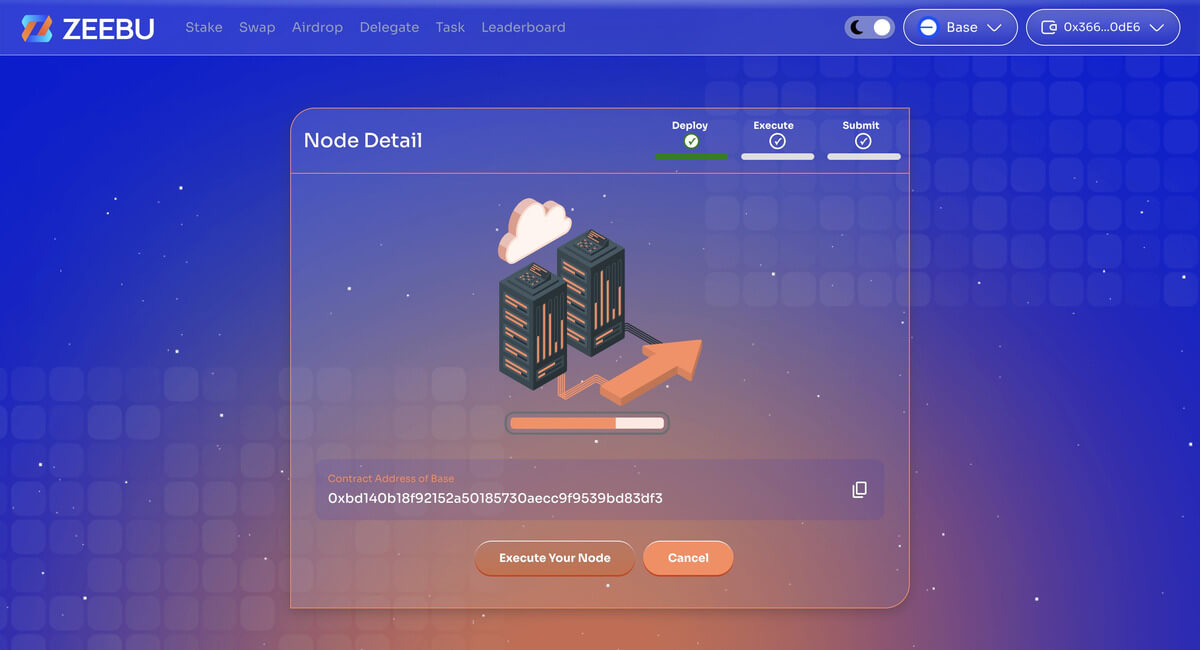 ZEEBU Stake Swap Airdrop Delegate Task Leaderboard Base 0x366...0dE6
Node Detail
Deploy Execute Submit
Contract Address of Base
0xbd140b18f92152a50185730aecc9f9539bd83df3
Execute Your Node Cancel